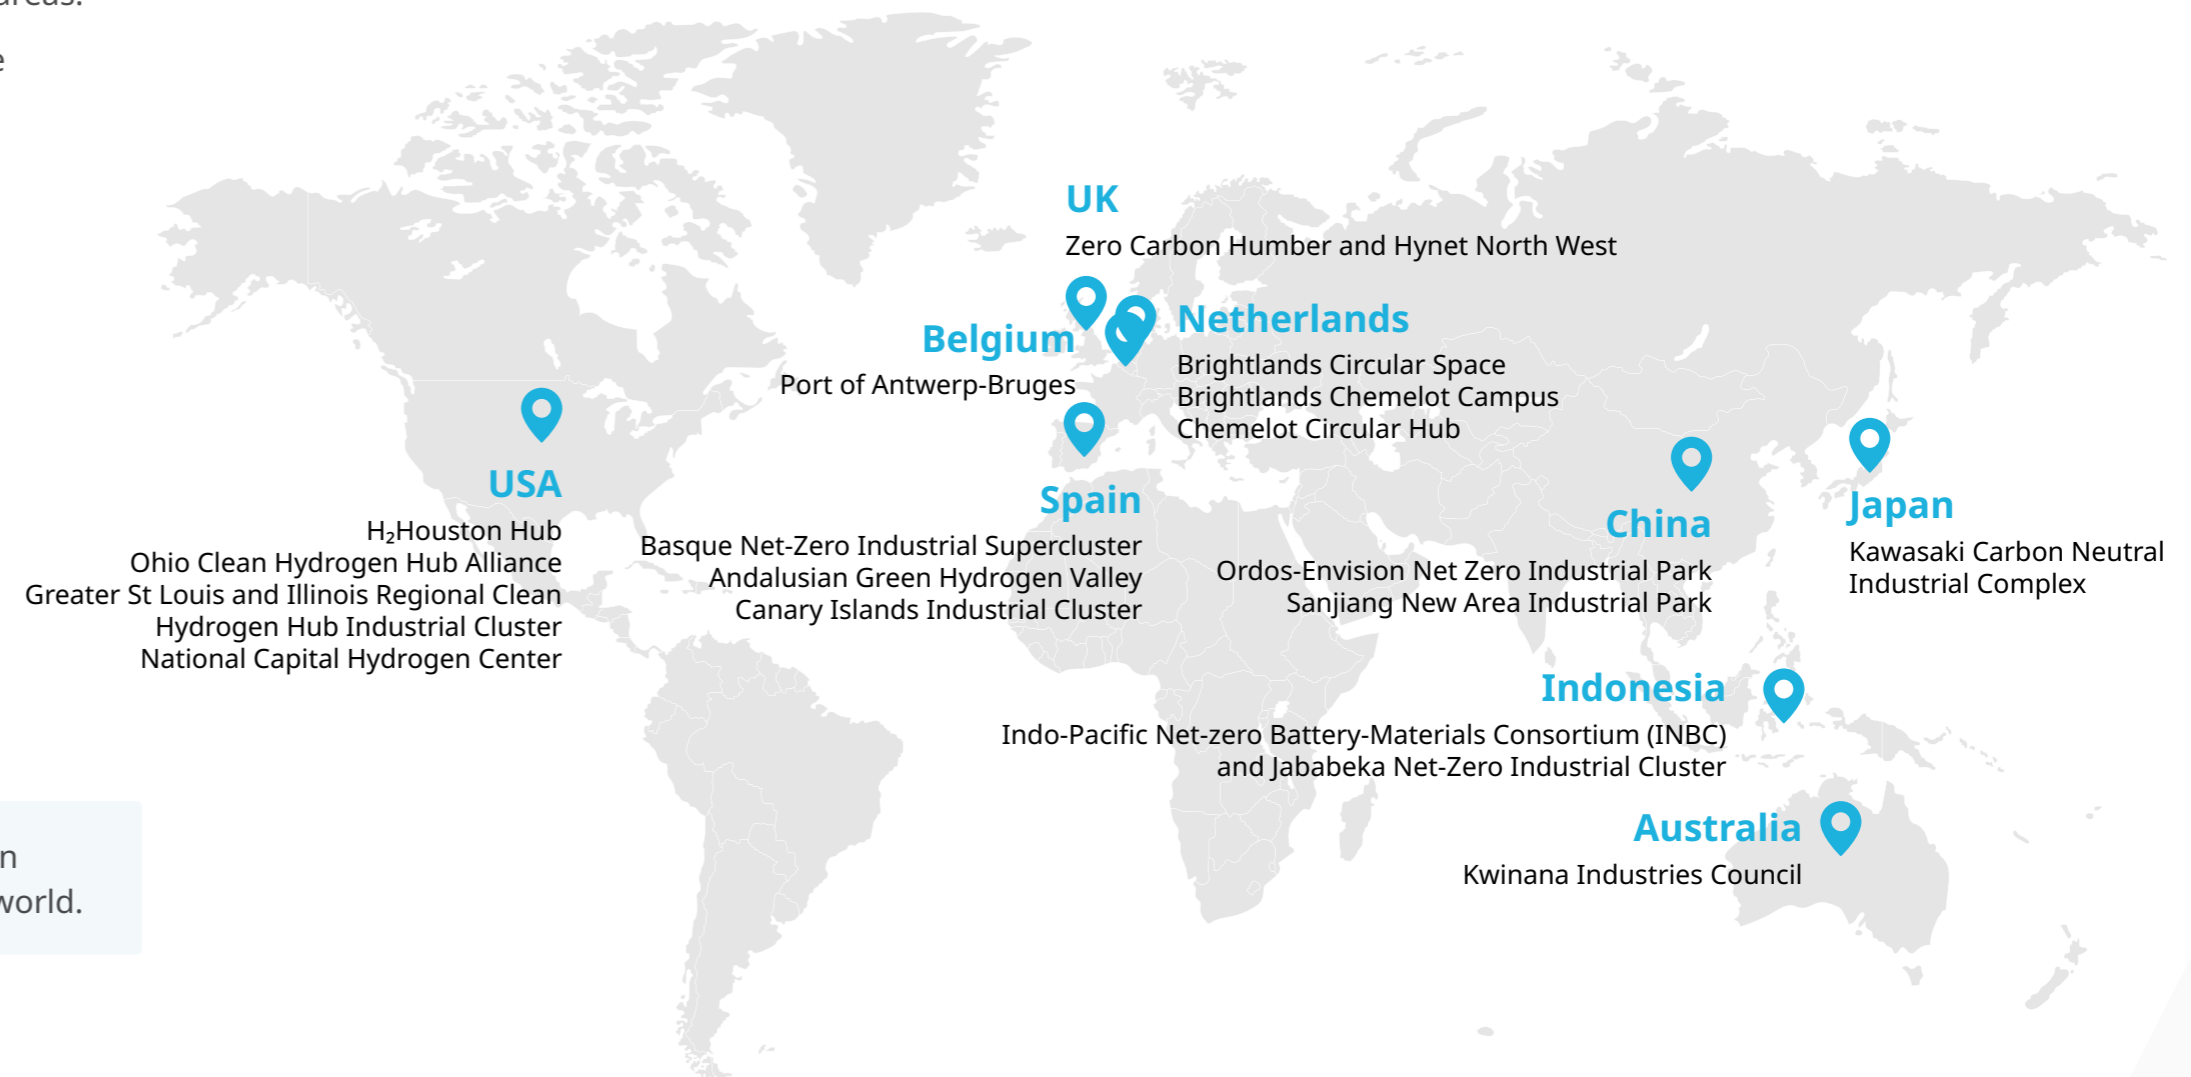 areas.
e
UK
Zero Carbon Humber and Hynet North West
Belgium
Port of Antwerp-Bruges
Netherlands
Brightlands Circular Space
Brightlands Chemelot Campus
Chemelot Circular Hub
USA
H₂Houston Hub
Ohio Clean Hydrogen Hub Alliance
Greater St Louis and Illinois Regional Clean
Hydrogen Hub Industrial Cluster
National Capital Hydrogen Center
Spain
Basque Net-Zero Industrial Supercluster
Andalusian Green Hydrogen Valley
Canary Islands Industrial Cluster
China
Ordos-Envision Net Zero Industrial Park
Sanjiang New Area Industrial Park
Japan
Kawasaki Carbon Neutral
Industrial Complex
Indonesia
Indo-Pacific Net-zero Battery-Materials Consortium (INBC)
and Jababeka Net-Zero Industrial Cluster
Australia
Kwinana Industries Council
n
world.